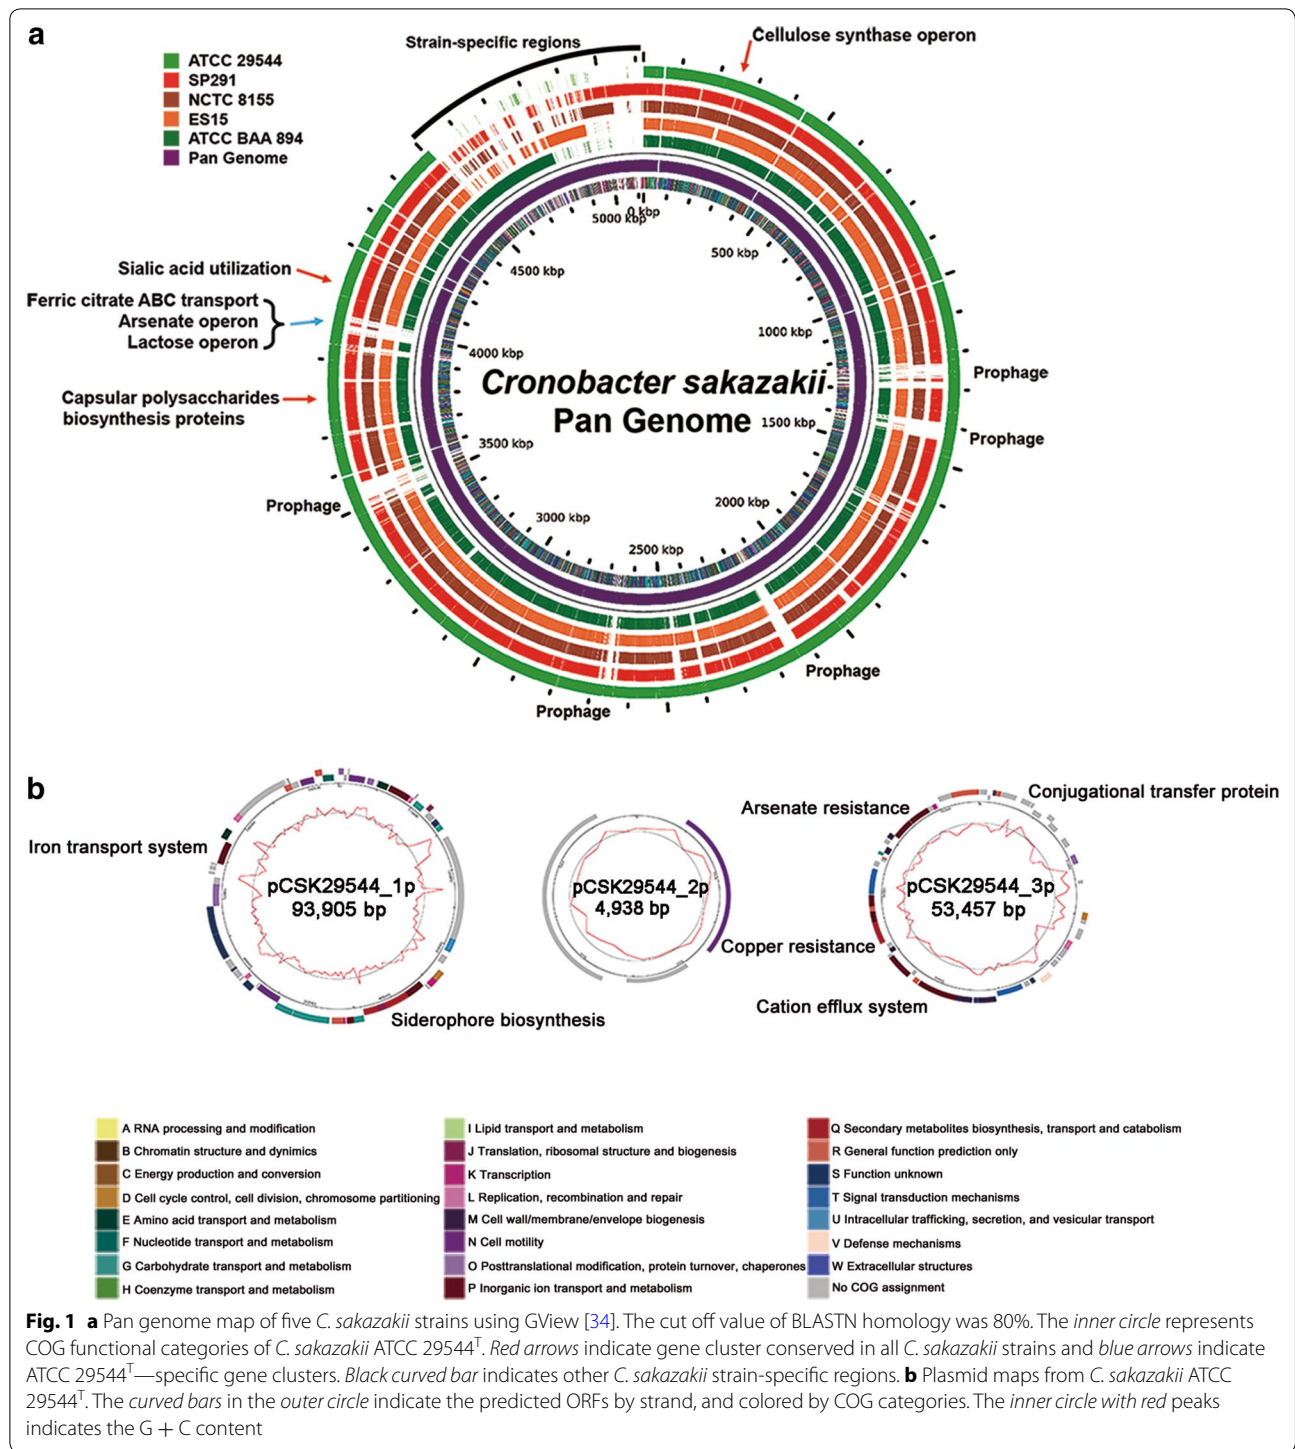 a
Strain-specific regions
Cellulose synthase operon
ATCC 29544
SP291
NCTC 8155
ES15
ATCC BAA 894
Pan Genome
5000 kbp
0 kbp
500 kbp
4500 kbp
Sialic acid utilization
Ferric citrate ABC transport
Arsenate operon
Lactose operon
1000 kbp
4000 kbp
Cronobacter sakazakii
Pan Genome
Prophage
Capsular polysaccharides
biosynthesis proteins
1500 kbp
Prophage
3500 kbp
Prophage
3000 kbp
2000 kbp
2500 kbp
Prophage
Prophage
b
Iron transport system
pCSK29544_1p
93,905 bp
Siderophore biosynthesis
pCSK29544_2p
4,938 bp
Arsenate resistance
Conjugational transfer protein
pCSK29544_3p
53,457 bp
Copper resistance
Cation efflux system
A RNA processing and modification
B Chromatin structure and dynimics
C Energy production and conversion
D Cell cycle control, cell division, chromosome partitioning
E Amino acid transport and metabolism
F Nucleotide transport and metabolism
G Carbohydrate transport and metabolism
H Coenzyme transport and metabolism
I Lipid transport and metabolism
J Translation, ribosomal structure and biogenesis
K Transcription
L Replication, recombination and repair
M Cell wall/membrane/envelope biogenesis
N Cell motility
O Posttranslational modification, protein turnover, chaperones
P Inorganic ion transport and metabolism
Q Secondary metabolites biosynthesis, transport and catabolism
R General function prediction only
S Function unknown
T Signal transduction mechanisms
U Intracellular trafficking, secretion, and vesicular transport
V Defense mechanisms
W Extracellular structures
No COG assignment
Fig. 1 a Pan genome map of five C. sakazakii strains using GView [34]. The cut off value of BLASTN homology was 80%. The inner circle represents
COG functional categories of C. sakazakii ATCC 29544ᵀ. Red arrows indicate gene cluster conserved in all C. sakazakii strains and blue arrows indicate
ATCC 29544ᵀ—specific gene clusters. Black curved bar indicates other C. sakazakii strain-specific regions. b Plasmid maps from C. sakazakii ATCC
29544ᵀ. The curved bars in the outer circle indicate the predicted ORFs by strand, and colored by COG categories. The inner circle with red peaks
indicates the G + C content